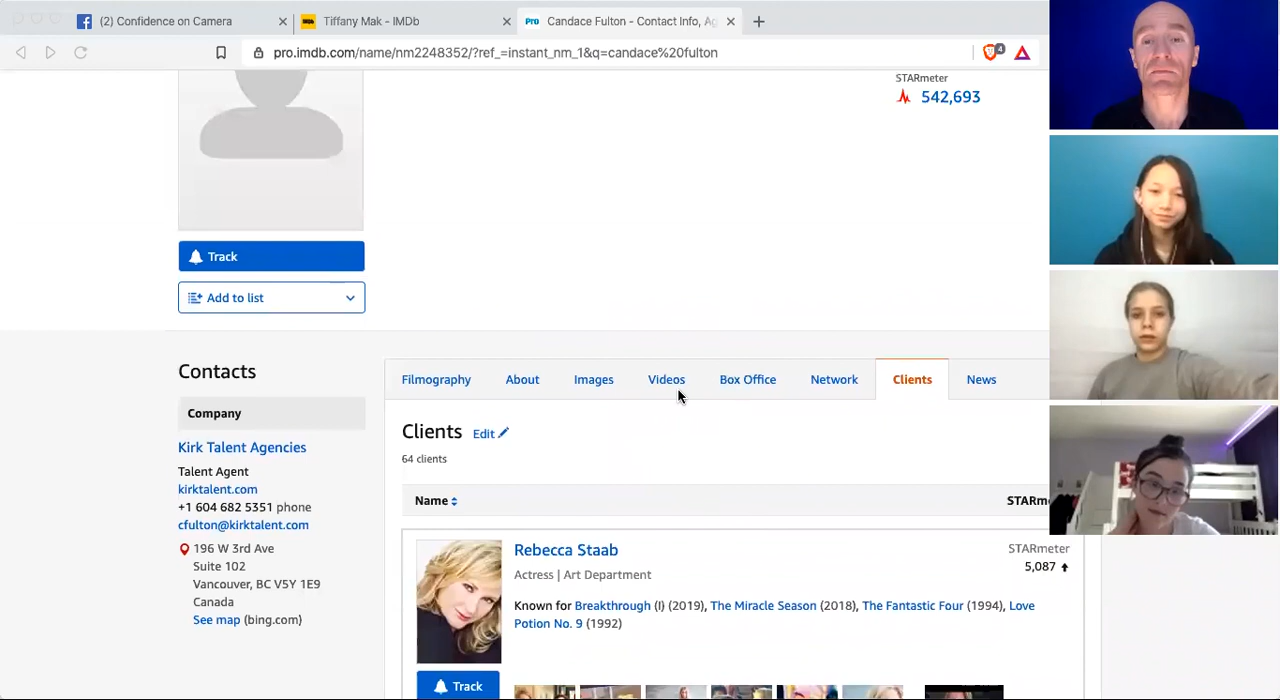 (2) Confidence on Camera
Tiffany Mak - IMDb
Pro Candace Fulton - Contact Info, Ag
pro.imdb.com/name/nm2248352/?ref_=instant_nm_1&q=candace%20fulton
4
STARmeter
542,693
Track
Add to list
Contacts
Company
Kirk Talent Agencies
Talent Agent
kirktalent.com
+1 604 682 5351 phone
cfulton@kirktalent.com
196 W 3rd Ave
Suite 102
Vancouver, BC V5Y 1E9
Canada
See map (bing.com)
Filmography About Images Videos Box Office Network Clients News
Clients Edit
64 clients
Name STARm
Rebecca Staab
Actress | Art Department
STARmeter
5,087
Known for Breakthrough (I) (2019), The Miracle Season (2018), The Fantastic Four (1994), Love
Potion No. 9 (1992)
Track